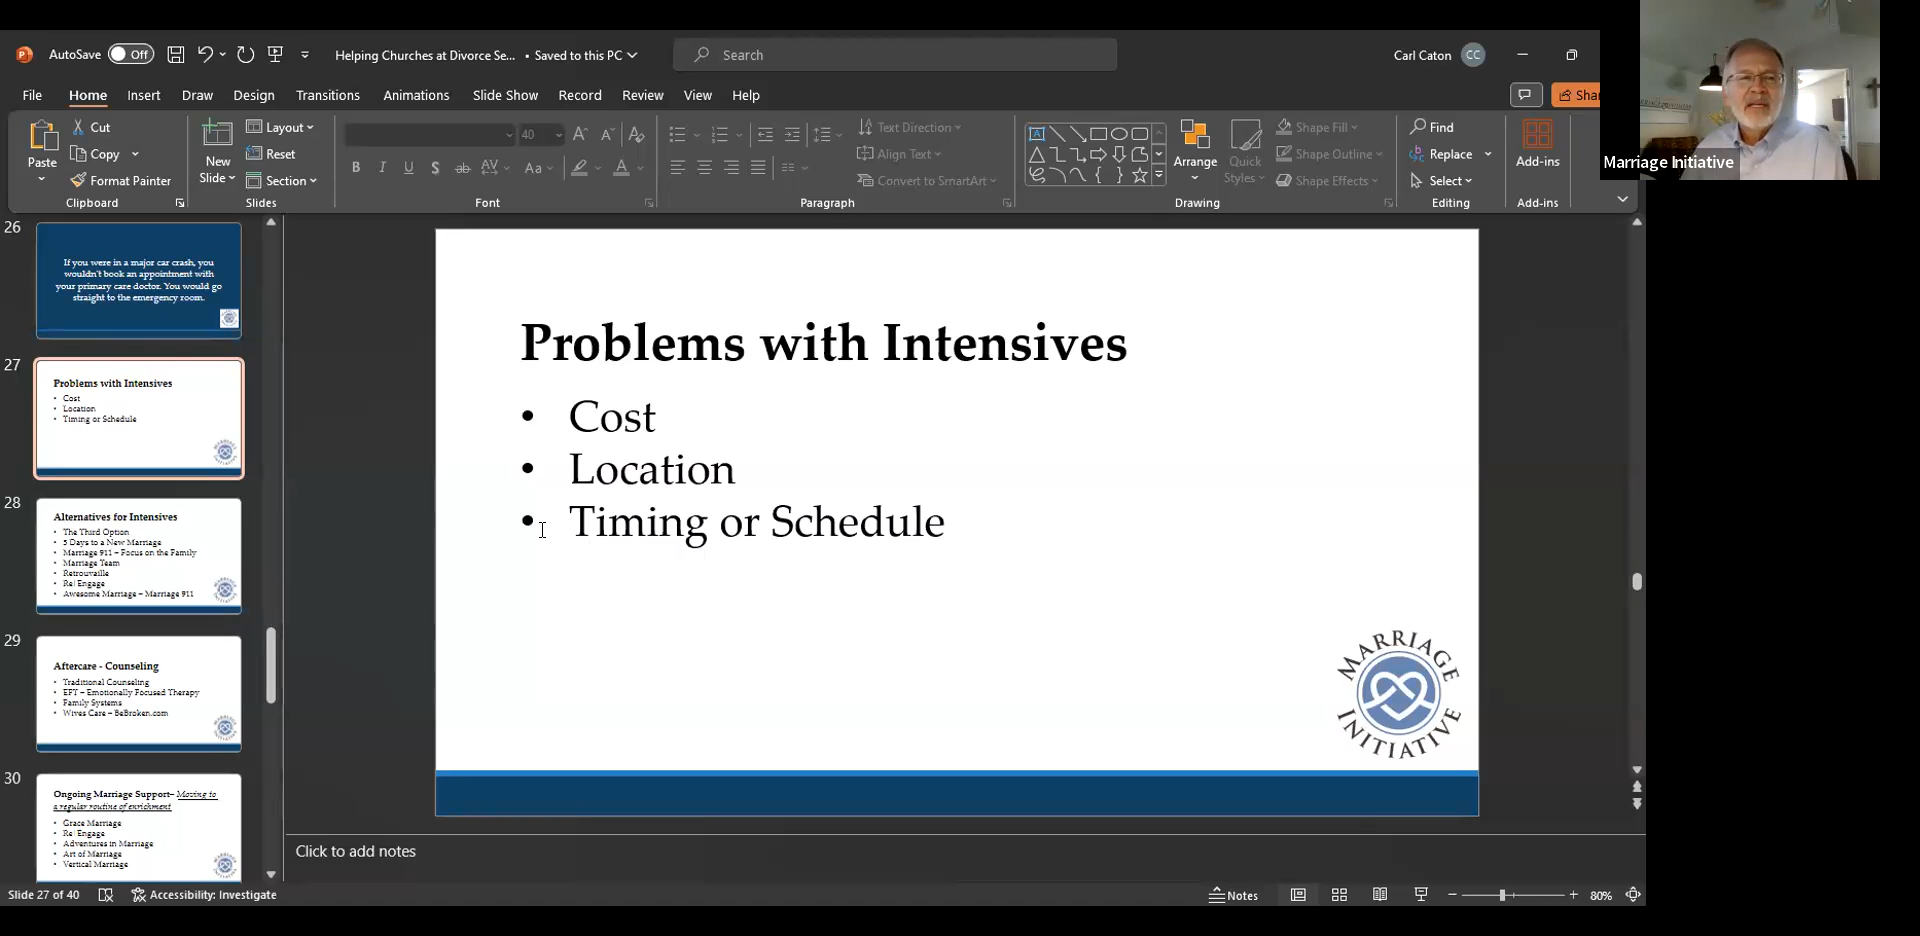 AutoSave Off Helping Churches at Divorce Se... • Saved to this PC Search Carl Caton CC
File Home Insert Draw Design Transitions Animations Slide Show Record Review View Help Shar
Paste Cut Copy Format Painter
Clipboard
New Slide Layout Reset Section
Slides
40
B I U S ab AV Aa A
Font
Text Direction Align Text Convert to SmartArt
Paragraph
Arrange Quick Styles Shape Fill Shape Outline Shape Effects
Drawing
Find Replace Select
Editing
Add-ins
Add-ins
Marriage Initiative
26
If you were in a major car crash, you
wouldn't book an appointment with
your primary care doctor. You would go
straight to the emergency room.
27
Problems with Intensives
• Cost
• Location
• Timing or Schedule
MARRIAGE INITIATIVE
28
Alternatives for Intensives
• The Third Option
• 5 Days to a New Marriage
• Marriage 911 – Focus on the Family
• Marriage Team
• Retrouvaille
• Re|Engage
• Awesome Marriage – Marriage 911
29
Aftercare - Counseling
• Traditional Counseling
• EFT – Emotionally Focused Therapy
• Family Systems
• Wives Care – BeBroken.com
30
Ongoing Marriage Support– Moving to
a regular routine of enrichment
• Grace Marriage
• Re|Engage
• Adventures in Marriage
• Art of Marriage
• Vertical Marriage
Problems with Intensives
• Cost
• Location
• Timing or Schedule
MARRIAGE
INITIATIVE
Click to add notes
Slide 27 of 40 Accessibility: Investigate Notes 80%